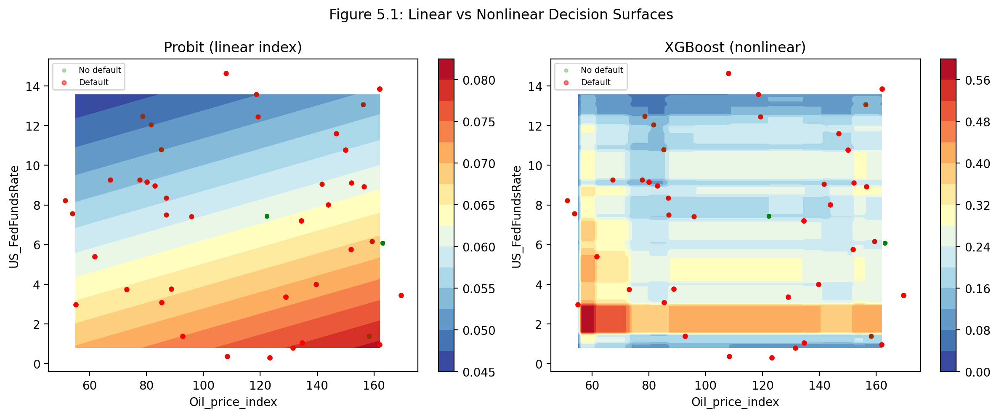 Figure 5.1: Linear vs Nonlinear Decision Surfaces
Probit (linear index)
No default
Default
US_FedFundsRate
14
12
10
8
6
4
2
0
60 80 100 120 140 160
Oil_price_index
0.080
0.075
0.070
0.065
0.060
0.055
0.050
0.045
XGBoost (nonlinear)
No default
Default
US_FedFundsRate
14
12
10
8
6
4
2
0
60 80 100 120 140 160
Oil_price_index
0.56
0.48
0.40
0.32
0.24
0.16
0.08
0.00